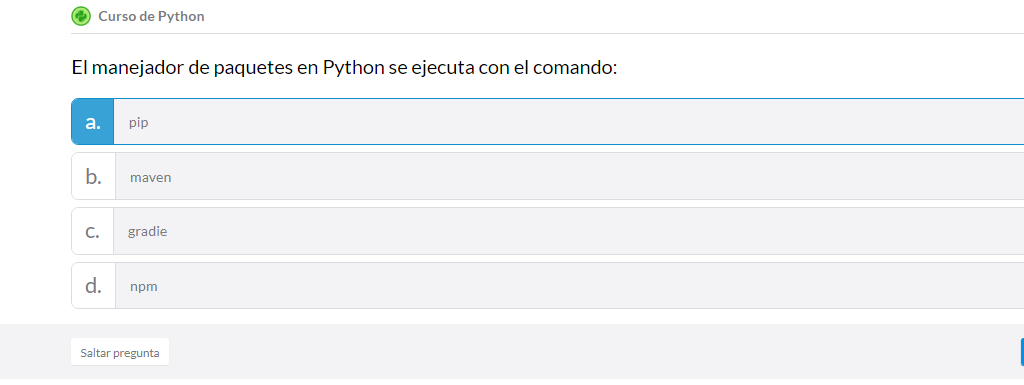 Curso de Python
El manejador de paquetes en Python se ejecuta con el comando:
a. pip
b. maven
c. gradie
d. npm
Saltar pregunta